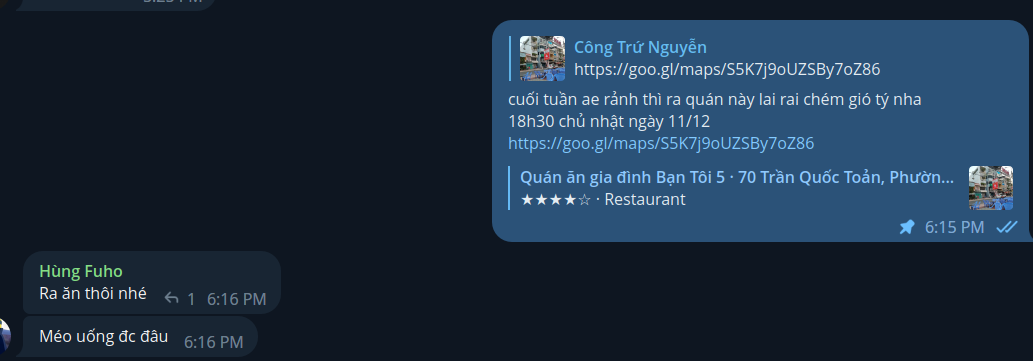 5:25 PM
Công Trứ Nguyễn
https://goo.gl/maps/S5K7j9oUZSBy7oZ86
cuối tuần ae rảnh thì ra quán này lai rai chém gió tý nha
18h30 chủ nhật ngày 11/12
https://goo.gl/maps/S5K7j9oUZSBy7oZ86
Quán ăn gia đình Bạn Tôi 5 · 70 Trần Quốc Toản, Phườn...
★★★★☆ · Restaurant
6:15 PM
Hùng Fuho
Ra ăn thôi nhé 1 6:16 PM
Méo uống đc đâu 6:16 PM